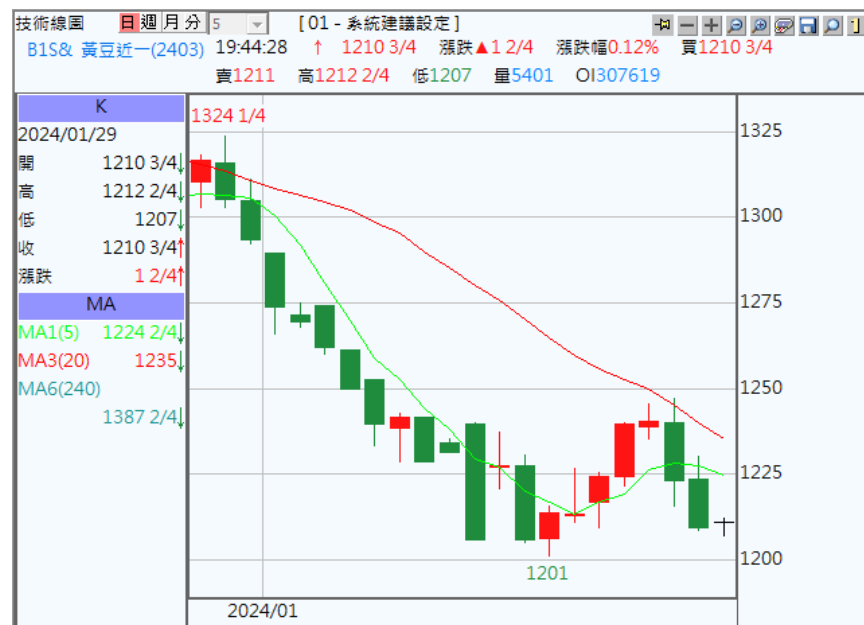 技術線圖 日 週 月 分 5 [ 01 - 系統建議設定 ]
B1S& 黃豆近一(2403) 19:44:28 ↑ 1210 3/4 漲跌▲1 2/4 漲跌幅0.12% 買1210 3/4
賣1211 高1212 2/4 低1207 量5401 OI307619
K
2024/01/29
開 1210 3/4↓
高 1212 2/4↓
低 1207↓
收 1210 3/4↑
漲跌 1 2/4↑
MA
MA1(5) 1224 2/4↓
MA3(20) 1235↓
MA6(240)
1387 2/4↓
1324 1/4
1201
1325
1300
1275
1250
1225
1200
2024/01